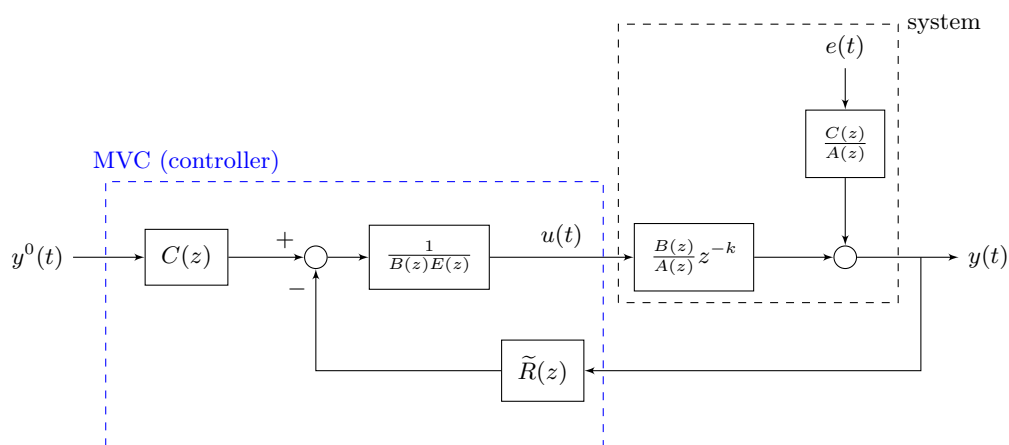 system
e(t)
C(z)
A(z)
MVC (controller)
y⁰(t)
C(z)
+
−
1
B(z)E(z)
u(t)
B(z)
A(z)
z⁻ᵏ
y(t)
R̃(z)